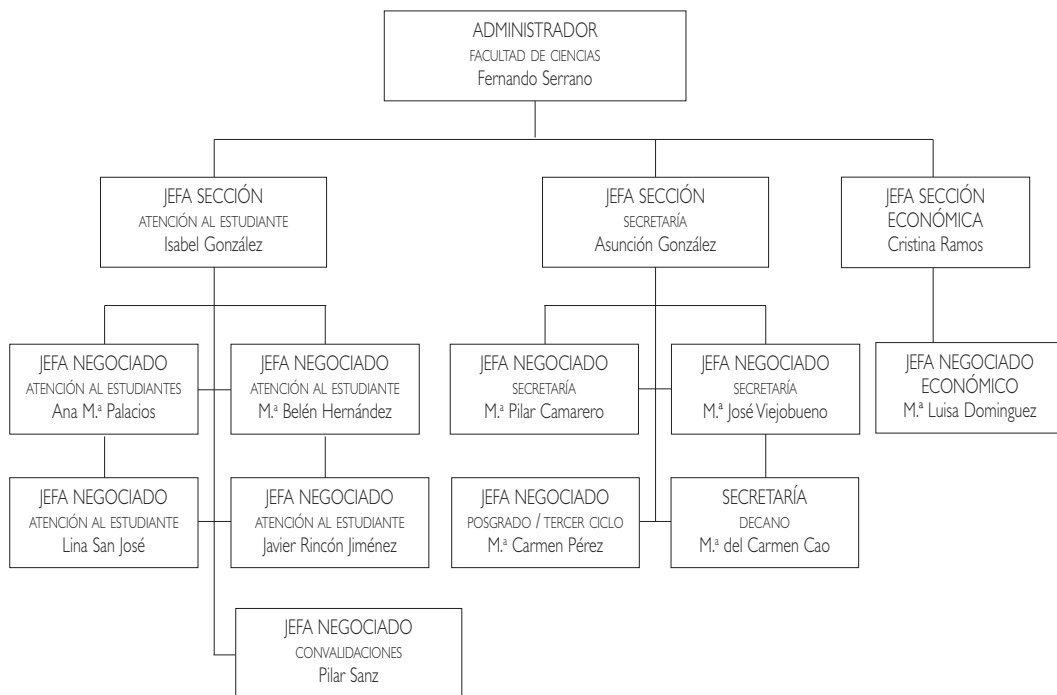 ADMINISTRADOR
FACULTAD DE CIENCIAS
Fernando Serrano
JEFA SECCIÓN
ATENCIÓN AL ESTUDIANTE
Isabel González
JEFA SECCIÓN
SECRETARÍA
Asunción González
JEFA SECCIÓN
ECONÓMICA
Cristina Ramos
JEFA NEGOCIADO
ATENCIÓN AL ESTUDIANTES
Ana M.ª Palacios
JEFA NEGOCIADO
ATENCIÓN AL ESTUDIANTE
M.ª Belén Hernández
JEFA NEGOCIADO
SECRETARÍA
M.ª Pilar Camarero
JEFA NEGOCIADO
SECRETARÍA
M.ª José Viejobueno
JEFA NEGOCIADO
ECONÓMICO
M.ª Luisa Dominguez
JEFA NEGOCIADO
ATENCIÓN AL ESTUDIANTE
Lina San José
JEFA NEGOCIADO
ATENCIÓN AL ESTUDIANTE
Javier Rincón Jiménez
JEFA NEGOCIADO
POSGRADO / TERCER CICLO
M.ª Carmen Pérez
SECRETARÍA
DECANO
M.ª del Carmen Cao
JEFA NEGOCIADO
CONVALIDACIONES
Pilar Sanz